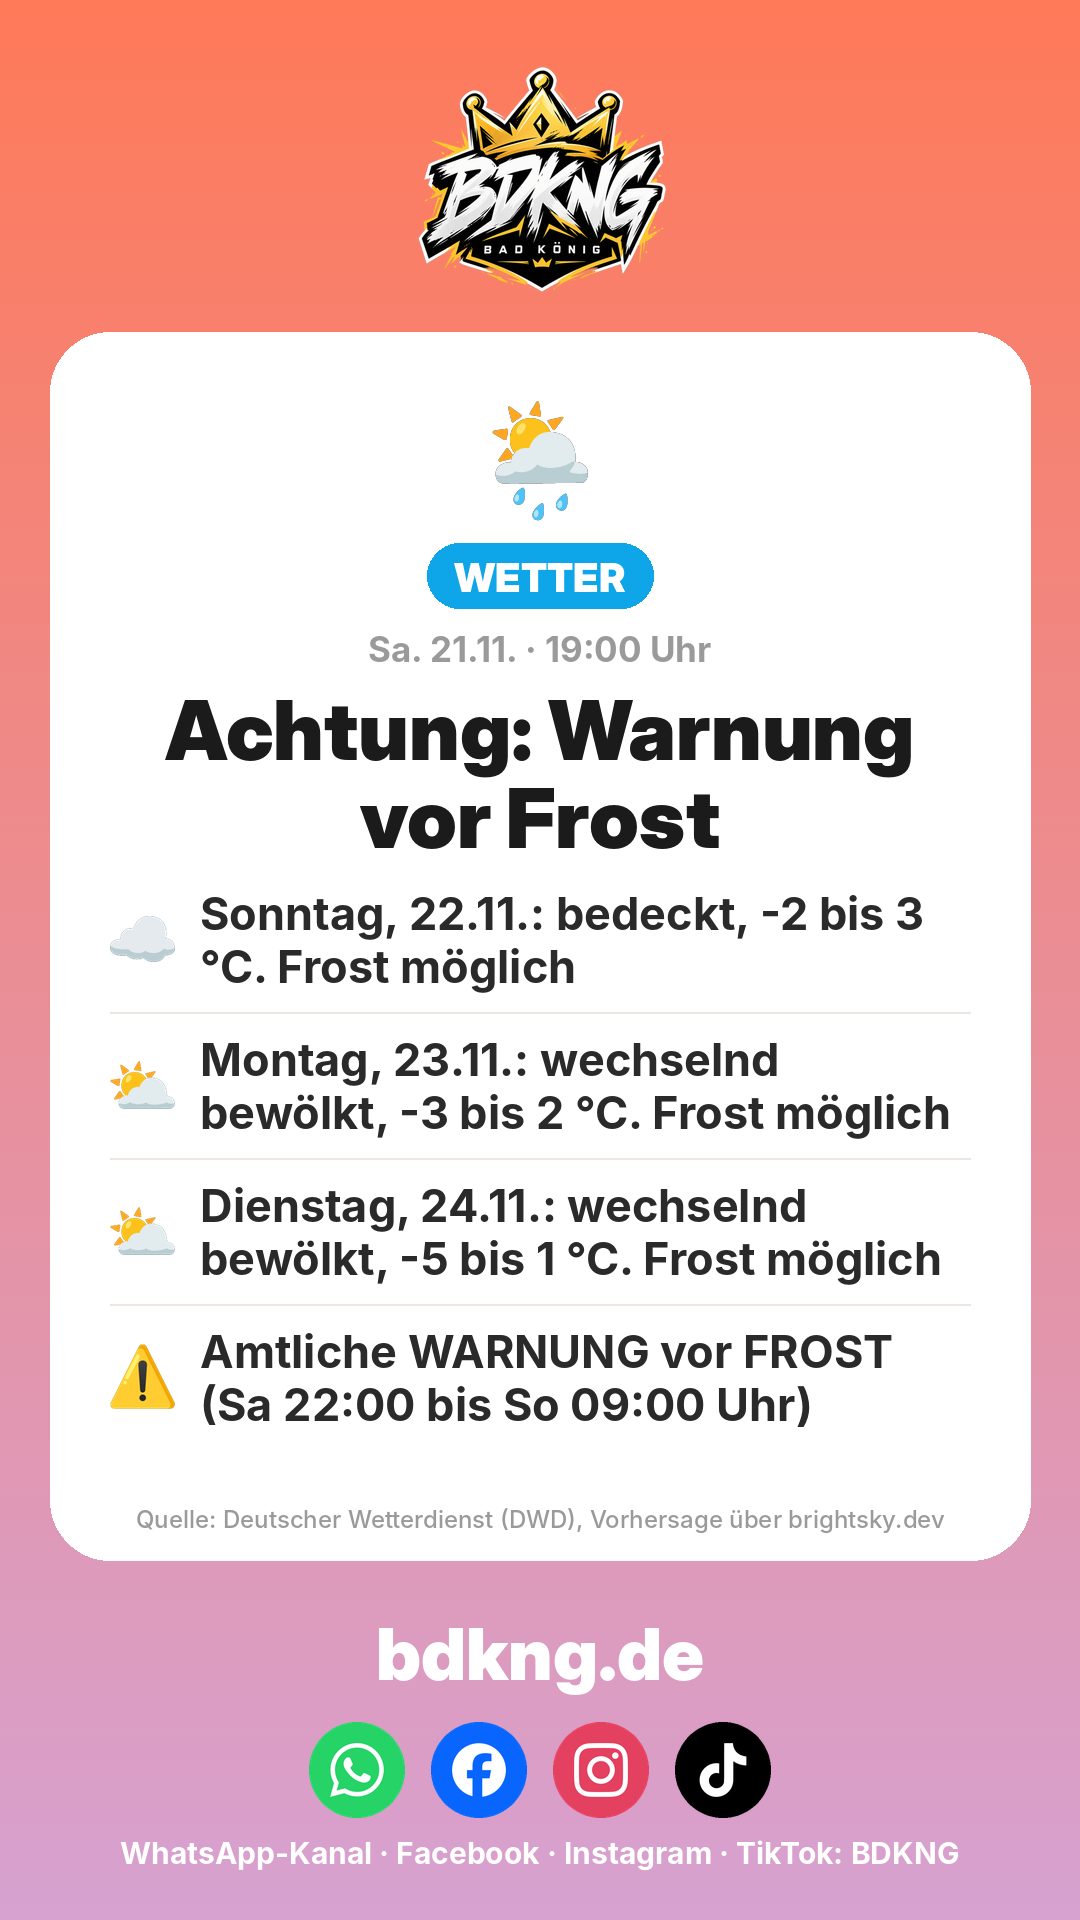 BDKNG
BAD KÖNIG
WETTER
Sa. 21.11. · 19:00 Uhr
Achtung: Warnung
vor Frost
Sonntag, 22.11.: bedeckt, -2 bis 3
°C. Frost möglich
Montag, 23.11.: wechselnd
bewölkt, -3 bis 2 °C. Frost möglich
Dienstag, 24.11.: wechselnd
bewölkt, -5 bis 1 °C. Frost möglich
Amtliche WARNUNG vor FROST
(Sa 22:00 bis So 09:00 Uhr)
Quelle: Deutscher Wetterdienst (DWD), Vorhersage über brightsky.dev
bdkng.de
WhatsApp-Kanal · Facebook · Instagram · TikTok: BDKNG